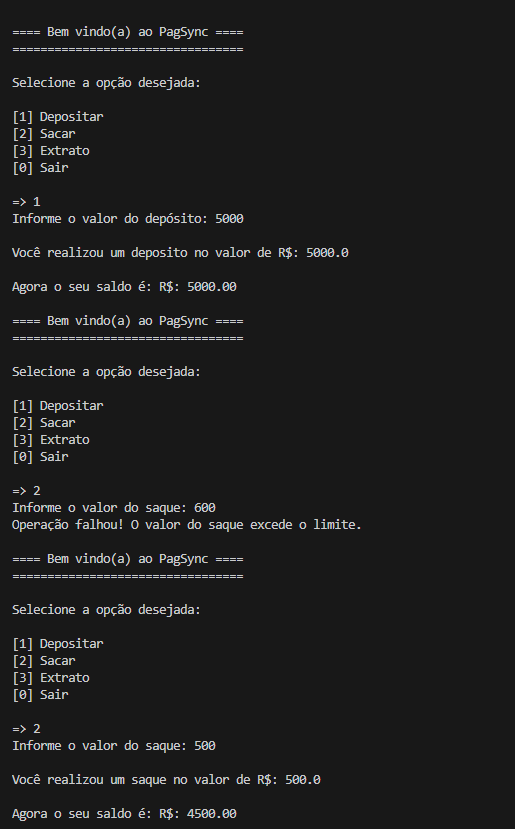 ==== Bem vindo(a) ao PagSync ====
=================================
Selecione a opção desejada:
[1] Depositar
[2] Sacar
[3] Extrato
[0] Sair
=> 1
Informe o valor do depósito: 5000
Você realizou um deposito no valor de R$: 5000.0
Agora o seu saldo é: R$: 5000.00
==== Bem vindo(a) ao PagSync ====
=================================
Selecione a opção desejada:
[1] Depositar
[2] Sacar
[3] Extrato
[0] Sair
=> 2
Informe o valor do saque: 600
Operação falhou! O valor do saque excede o limite.
==== Bem vindo(a) ao PagSync ====
=================================
Selecione a opção desejada:
[1] Depositar
[2] Sacar
[3] Extrato
[0] Sair
=> 2
Informe o valor do saque: 500
Você realizou um saque no valor de R$: 500.0
Agora o seu saldo é: R$: 4500.00